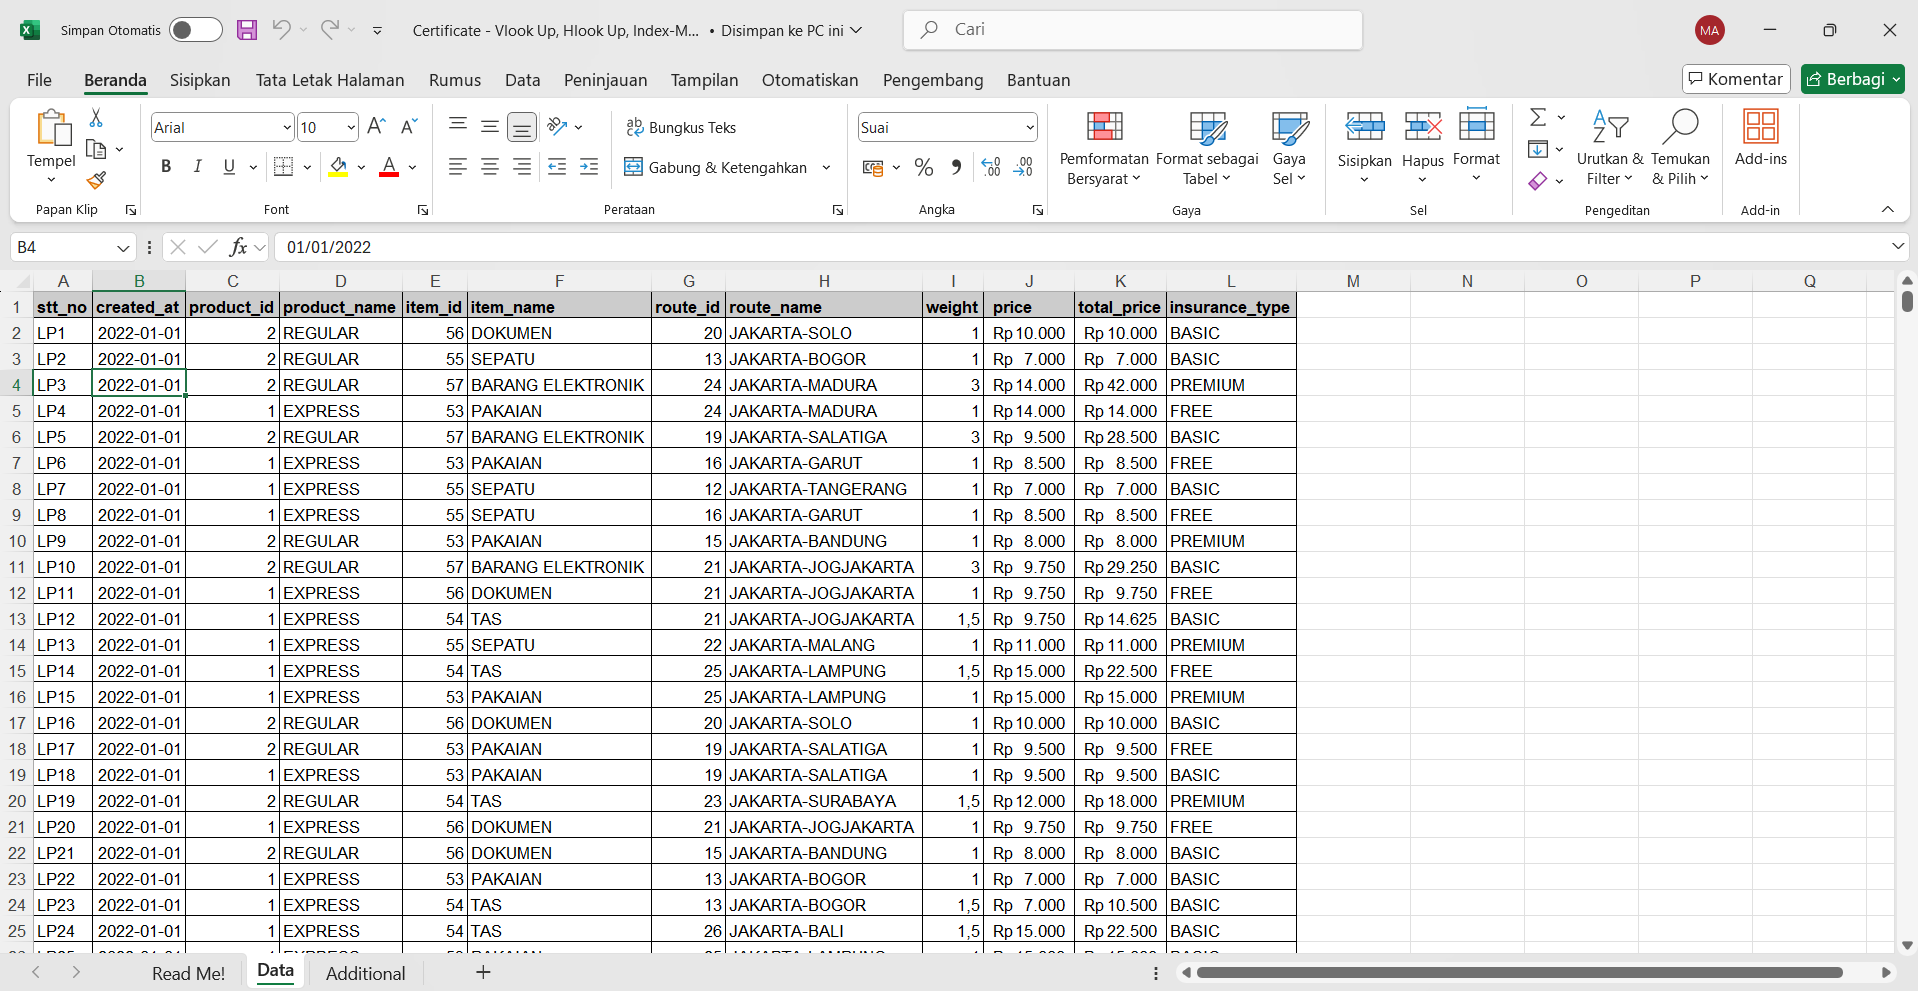 Simpan Otomatis Certificate - Vlook Up, Hlook Up, Index-M... • Disimpan ke PC ini Cari MA
File Beranda Sisipkan Tata Letak Halaman Rumus Data Peninjauan Tampilan Otomatiskan Pengembang Bantuan Komentar Berbagi
Tempel
Papan Klip
Arial 10
B I U A
Font
Bungkus Teks
Gabung & Ketengahkan
Perataan
Suai
% 
Angka
Pemformatan Bersyarat
Format sebagai Tabel
Gaya Sel
Gaya
Sisipkan Hapus Format
Sel
Urutkan & Filter
Temukan & Pilih
Pengeditan
Add-ins
Add-in
B4 fx 01/01/2022
A B C D E F G H I J K L M N O P Q
1 stt_no created_at product_id product_name item_id item_name route_id route_name weight price total_price insurance_type
2 LP1 2022-01-01 2 REGULAR 56 DOKUMEN 20 JAKARTA-SOLO 1 Rp 10.000 Rp 10.000 BASIC
3 LP2 2022-01-01 2 REGULAR 55 SEPATU 13 JAKARTA-BOGOR 1 Rp 7.000 Rp 7.000 BASIC
4 LP3 2022-01-01 2 REGULAR 57 BARANG ELEKTRONIK 24 JAKARTA-MADURA 3 Rp 14.000 Rp 42.000 PREMIUM
5 LP4 2022-01-01 1 EXPRESS 53 PAKAIAN 24 JAKARTA-MADURA 1 Rp 14.000 Rp 14.000 FREE
6 LP5 2022-01-01 2 REGULAR 57 BARANG ELEKTRONIK 19 JAKARTA-SALATIGA 3 Rp 9.500 Rp 28.500 BASIC
7 LP6 2022-01-01 1 EXPRESS 53 PAKAIAN 16 JAKARTA-GARUT 1 Rp 8.500 Rp 8.500 FREE
8 LP7 2022-01-01 1 EXPRESS 55 SEPATU 12 JAKARTA-TANGERANG 1 Rp 7.000 Rp 7.000 BASIC
9 LP8 2022-01-01 1 EXPRESS 55 SEPATU 16 JAKARTA-GARUT 1 Rp 8.500 Rp 8.500 FREE
10 LP9 2022-01-01 2 REGULAR 53 PAKAIAN 15 JAKARTA-BANDUNG 1 Rp 8.000 Rp 8.000 PREMIUM
11 LP10 2022-01-01 2 REGULAR 57 BARANG ELEKTRONIK 21 JAKARTA-JOGJAKARTA 3 Rp 9.750 Rp 29.250 BASIC
12 LP11 2022-01-01 1 EXPRESS 56 DOKUMEN 21 JAKARTA-JOGJAKARTA 1 Rp 9.750 Rp 9.750 FREE
13 LP12 2022-01-01 1 EXPRESS 54 TAS 21 JAKARTA-JOGJAKARTA 1,5 Rp 9.750 Rp 14.625 BASIC
14 LP13 2022-01-01 1 EXPRESS 55 SEPATU 22 JAKARTA-MALANG 1 Rp 11.000 Rp 11.000 PREMIUM
15 LP14 2022-01-01 1 EXPRESS 54 TAS 25 JAKARTA-LAMPUNG 1,5 Rp 15.000 Rp 22.500 FREE
16 LP15 2022-01-01 1 EXPRESS 53 PAKAIAN 25 JAKARTA-LAMPUNG 1 Rp 15.000 Rp 15.000 PREMIUM
17 LP16 2022-01-01 2 REGULAR 56 DOKUMEN 20 JAKARTA-SOLO 1 Rp 10.000 Rp 10.000 BASIC
18 LP17 2022-01-01 2 REGULAR 53 PAKAIAN 19 JAKARTA-SALATIGA 1 Rp 9.500 Rp 9.500 FREE
19 LP18 2022-01-01 1 EXPRESS 53 PAKAIAN 19 JAKARTA-SALATIGA 1 Rp 9.500 Rp 9.500 BASIC
20 LP19 2022-01-01 2 REGULAR 54 TAS 23 JAKARTA-SURABAYA 1,5 Rp 12.000 Rp 18.000 PREMIUM
21 LP20 2022-01-01 1 EXPRESS 56 DOKUMEN 21 JAKARTA-JOGJAKARTA 1 Rp 9.750 Rp 9.750 FREE
22 LP21 2022-01-01 2 REGULAR 56 DOKUMEN 15 JAKARTA-BANDUNG 1 Rp 8.000 Rp 8.000 BASIC
23 LP22 2022-01-01 1 EXPRESS 53 PAKAIAN 13 JAKARTA-BOGOR 1 Rp 7.000 Rp 7.000 BASIC
24 LP23 2022-01-01 1 EXPRESS 54 TAS 13 JAKARTA-BOGOR 1,5 Rp 7.000 Rp 10.500 BASIC
25 LP24 2022-01-01 1 EXPRESS 54 TAS 26 JAKARTA-BALI 1,5 Rp 15.000 Rp 22.500 BASIC
Read Me! Data Additional